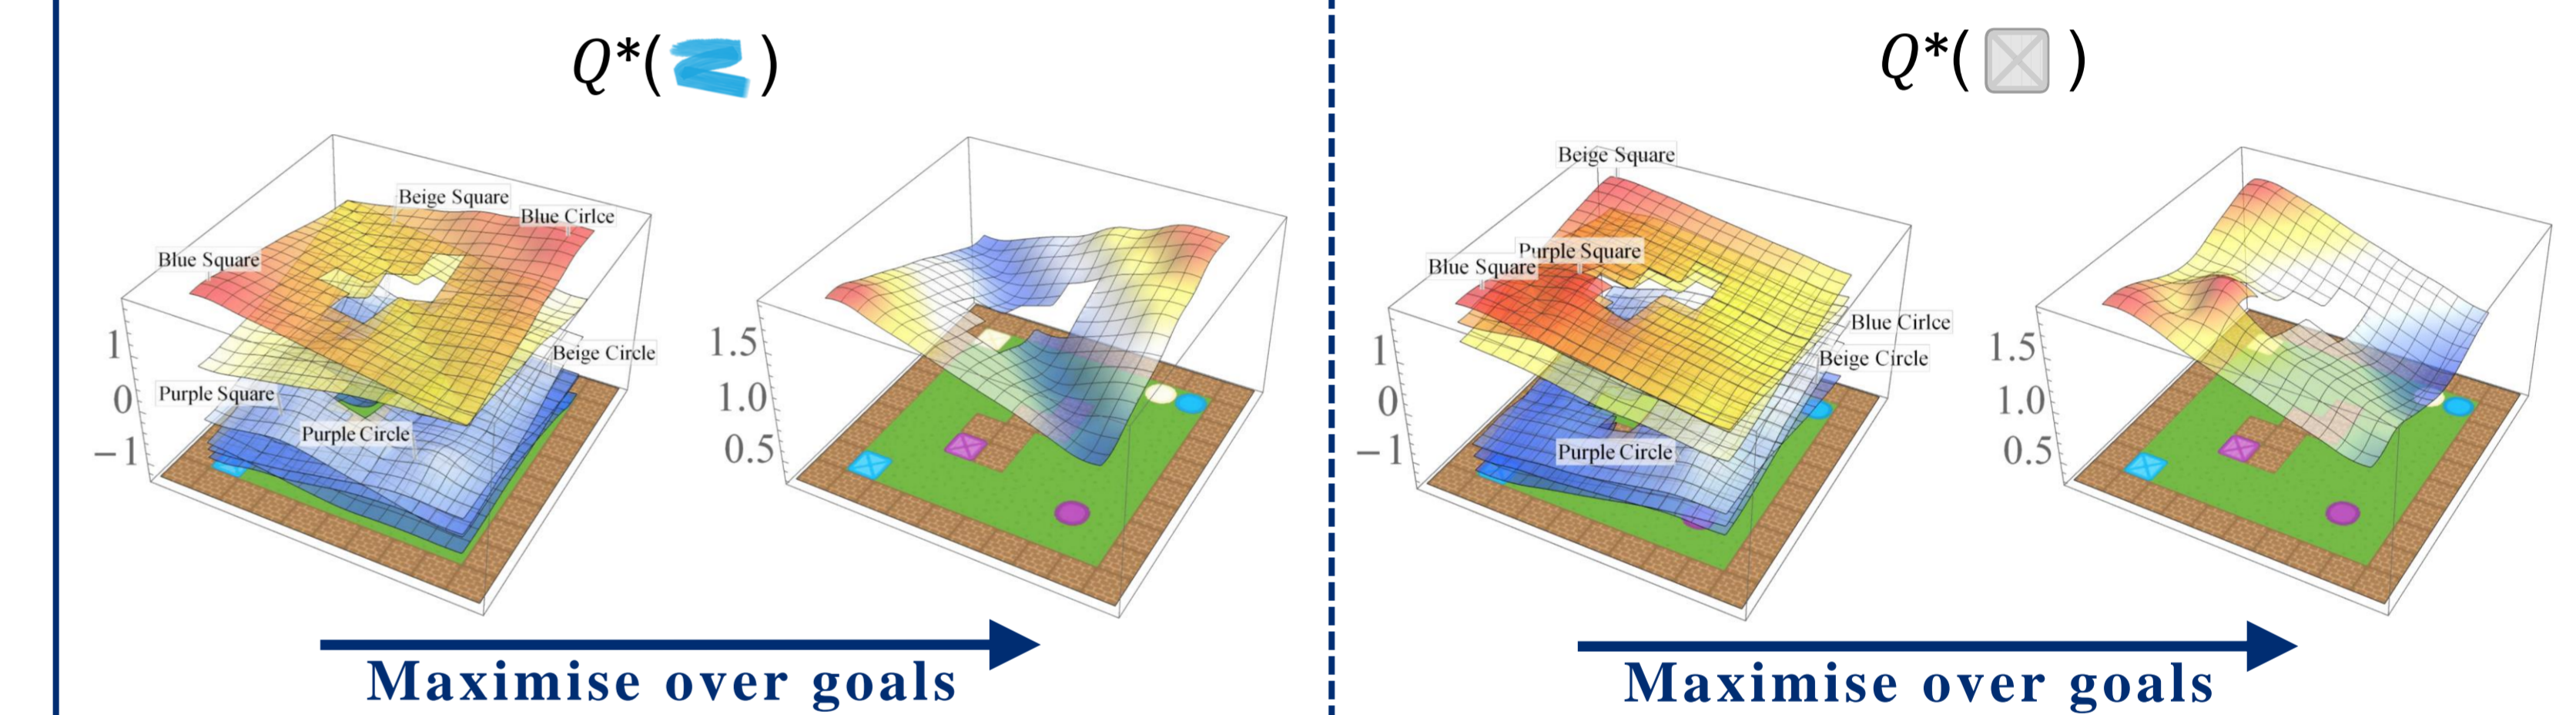 Q*( )
Beige Square
Blue Cirlce
Blue Square
1
0
−1
Beige Circle
Purple Square
Purple Circle
1.5
1.0
0.5
Maximise over goals
Q*( )
Beige Square
Purple Square
Blue Square
1
0
−1
Blue Cirlce
Beige Circle
Purple Circle
1.5
1.0
0.5
Maximise over goals